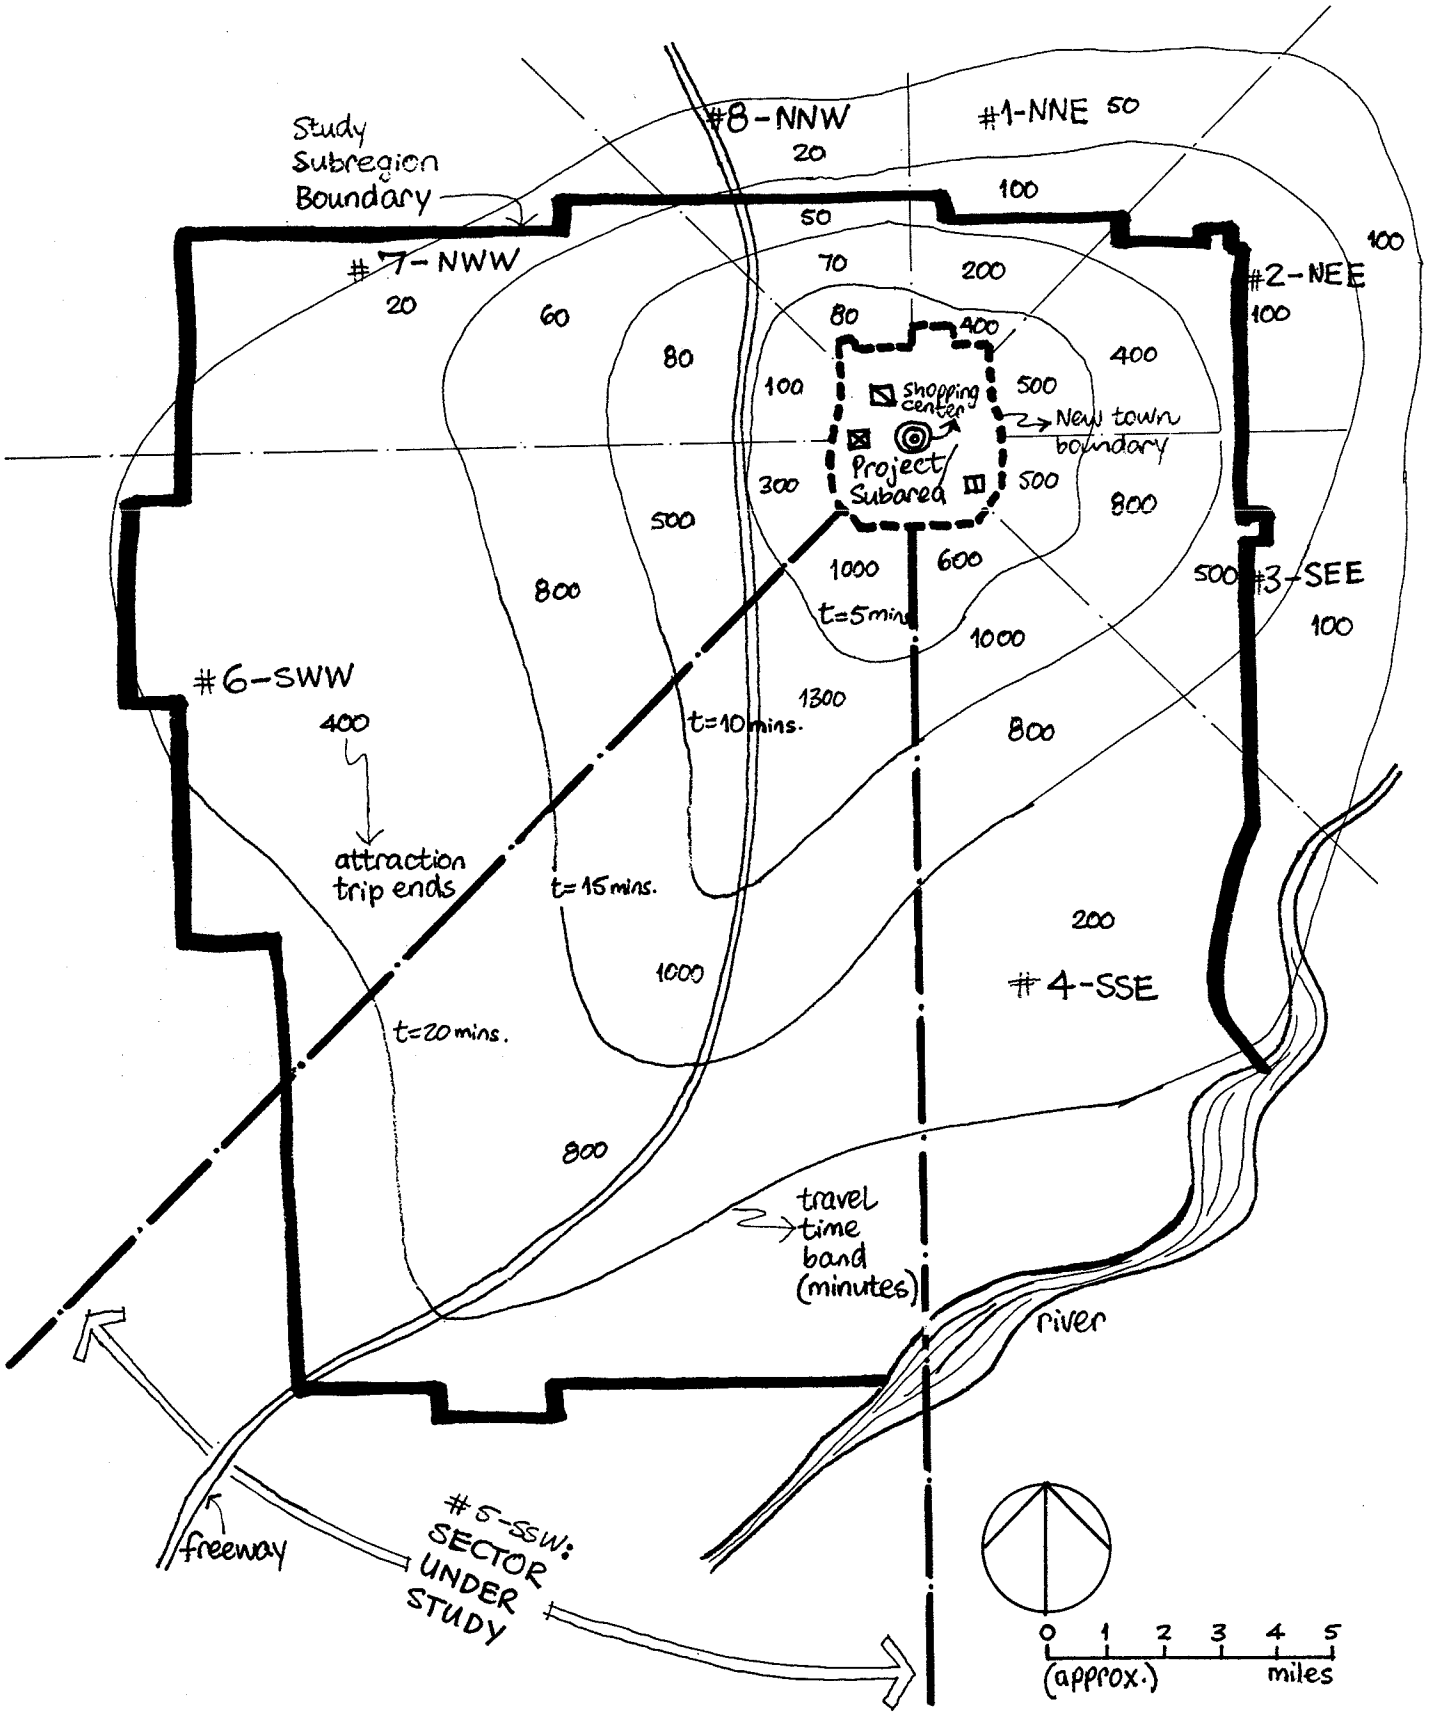 #8-NNW
#1-NNE 50
20
Study
Subregion
Boundary
100
50
100
#7-NWW
70
200
#2-NEE
20
60
80
400
100
80
400
100
500
shopping
center
New town
boundary
Project
Subarea
300
500
500
800
1000
600
800
500
#3-SEE
t=5 mins
100
1000
#6-SWW
1300
400
t=10 mins.
800
attraction
trip ends
t=15 mins.
200
1000
#4-SSE
t=20 mins.
800
travel
time
band
(minutes)
river
#5-SSW:
SECTOR
UNDER
STUDY
freeway
0 1 2 3 4 5
(approx.) miles